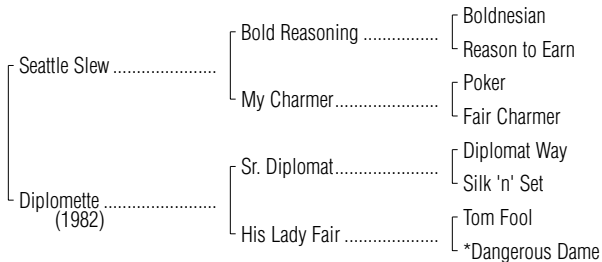 Boldnesian
Bold Reasoning ..................
Reason to Earn
Seattle Slew ........................
Poker
My Charmer........................
Fair Charmer
Diplomat Way
Sr. Diplomat........................
Silk 'n' Set
Diplomette ..........................
(1982)
Tom Fool
His Lady Fair ......................
*Dangerous Dame